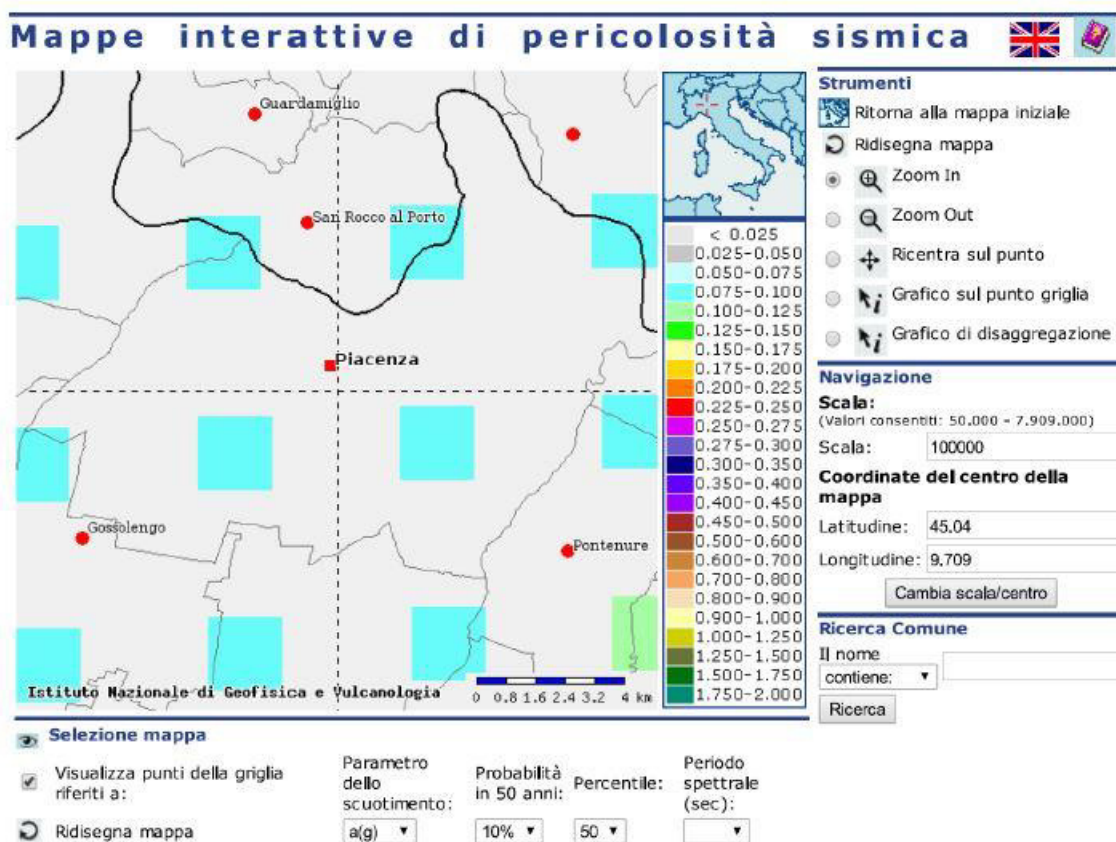 Mappe interattive di pericolosità sismica
Guardamiglio
San Rocco al Porto
Piacenza
Gossolengo
Pontenure
Istituto Nazionale di Geofisica e Vulcanologia
0 0.8 1.6 2.4 3.2 4 km
< 0.025
0.025-0.050
0.050-0.075
0.075-0.100
0.100-0.125
0.125-0.150
0.150-0.175
0.175-0.200
0.200-0.225
0.225-0.250
0.250-0.275
0.275-0.300
0.300-0.350
0.350-0.400
0.400-0.450
0.450-0.500
0.500-0.600
0.600-0.700
0.700-0.800
0.800-0.900
0.900-1.000
1.000-1.250
1.250-1.500
1.500-1.750
1.750-2.000
Strumenti
Ritorna alla mappa iniziale
Ridisegna mappa
Zoom In
Zoom Out
Ricentra sul punto
Grafico sul punto griglia
Grafico di disaggregazione
Navigazione
Scala:
(Valori consentiti: 50.000 - 7.909.000)
Scala: 100000
Coordinate del centro della
mappa
Latitudine: 45.04
Longitudine: 9.709
Cambia scala/centro
Ricerca Comune
Il nome
contiene:
Ricerca
Selezione mappa
Visualizza punti della griglia
riferiti a:
Ridisegna mappa
Parametro
dello
scuotimento:
a(g)
Probabilità
in 50 anni:
10%
Percentile:
50
Periodo
spettrale
(sec):